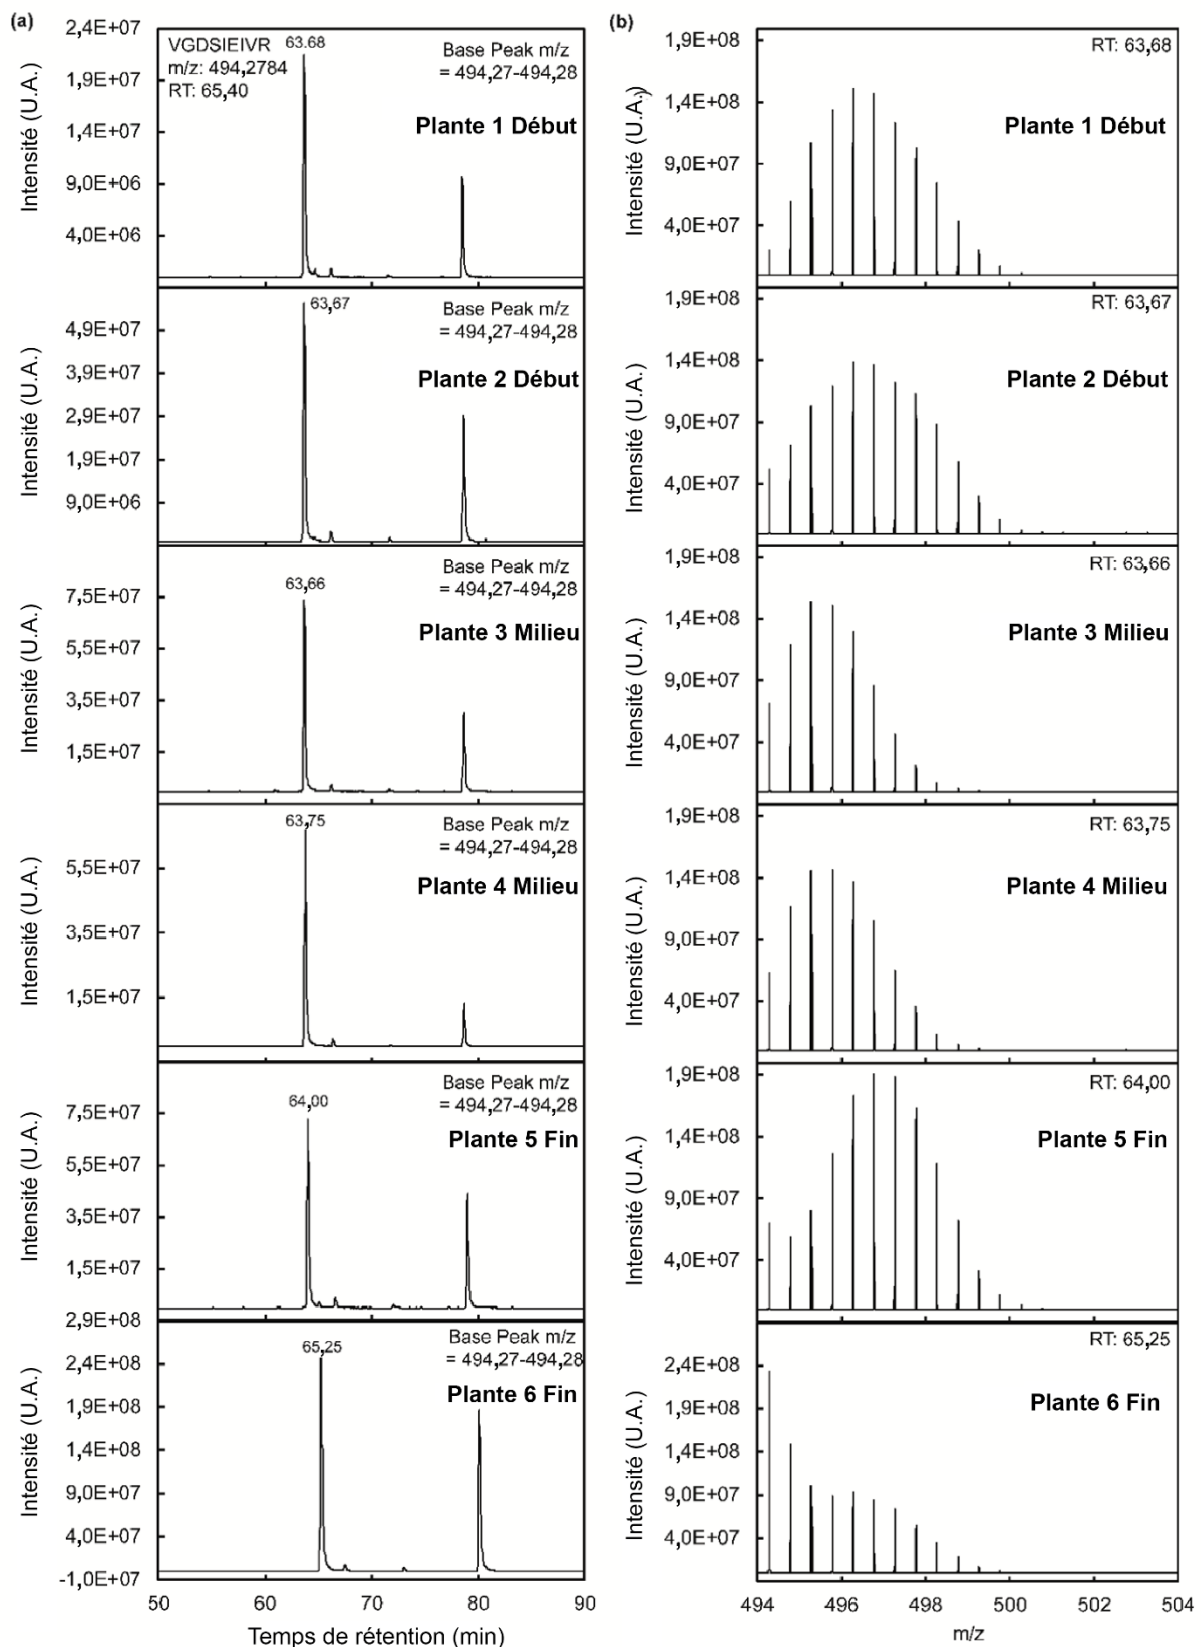 (a)
2,4E+07
VGDSIEIVR
m/z: 494,2784
RT: 65,40
63.68
Base Peak m/z
= 494,27-494,28
Plante 1 Début
1,9E+07
1,4E+07
9,0E+06
4,0E+06
Intensité (U.A.)
63,67
Base Peak m/z
= 494,27-494,28
Plante 2 Début
4,9E+07
3,9E+07
2,9E+07
1,9E+07
9,0E+06
Intensité (U.A.)
63,66
Base Peak m/z
= 494,27-494,28
Plante 3 Milieu
7,5E+07
5,5E+07
3,5E+07
1,5E+07
Intensité (U.A.)
63,75
Base Peak m/z
= 494,27-494,28
Plante 4 Milieu
5,5E+07
3,5E+07
1,5E+07
Intensité (U.A.)
64,00
Base Peak m/z
= 494,27-494,28
Plante 5 Fin
7,5E+07
5,5E+07
3,5E+07
1,5E+07
Intensité (U.A.)
2,9E+08
65,25
Base Peak m/z
= 494,27-494,28
Plante 6 Fin
2,4E+08
1,9E+08
1,4E+08
9,0E+07
4,0E+07
-1,0E+07
Intensité (U.A.)
50 60 70 80 90
Temps de rétention (min)
(b)
1,9E+08
RT: 63,68
Plante 1 Début
1,4E+08
9,0E+07
4,0E+07
Intensité (U.A.)
1,9E+08
RT: 63,67
Plante 2 Début
1,4E+08
9,0E+07
4,0E+07
Intensité (U.A.)
1,9E+08
RT: 63,66
Plante 3 Milieu
1,4E+08
9,0E+07
4,0E+07
Intensité (U.A.)
1,9E+08
RT: 63,75
Plante 4 Milieu
1,4E+08
9,0E+07
4,0E+07
Intensité (U.A.)
1,9E+08
RT: 64,00
Plante 5 Fin
1,4E+08
9,0E+07
4,0E+07
Intensité (U.A.)
RT: 65,25
Plante 6 Fin
2,4E+08
1,9E+08
1,4E+08
9,0E+07
4,0E+07
Intensité (U.A.)
494 496 498 500 502 504
m/z